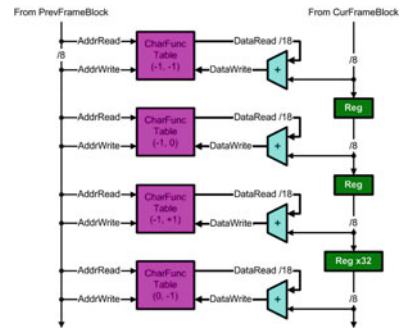 From PrevFrameBlock
From CurFrameBlock
/8
AddrRead
CharFunc
Table
(-1, -1)
DataRead /18
AddrWrite
DataWrite
+
/8
Reg
AddrRead
CharFunc
Table
(-1, 0)
DataRead /18
AddrWrite
DataWrite
+
/8
Reg
AddrRead
CharFunc
Table
(-1, +1)
DataRead /18
AddrWrite
DataWrite
+
/8
Reg x32
AddrRead
CharFunc
Table
(0, -1)
DataRead /18
AddrWrite
DataWrite
+
/8